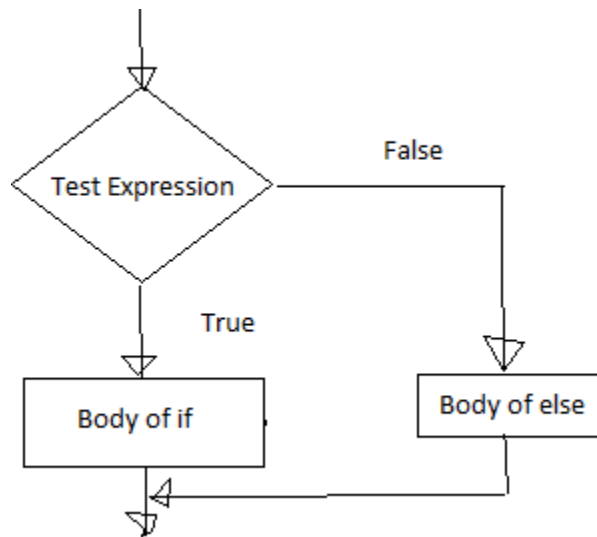 False
Test Expression
True
Body of if
Body of else